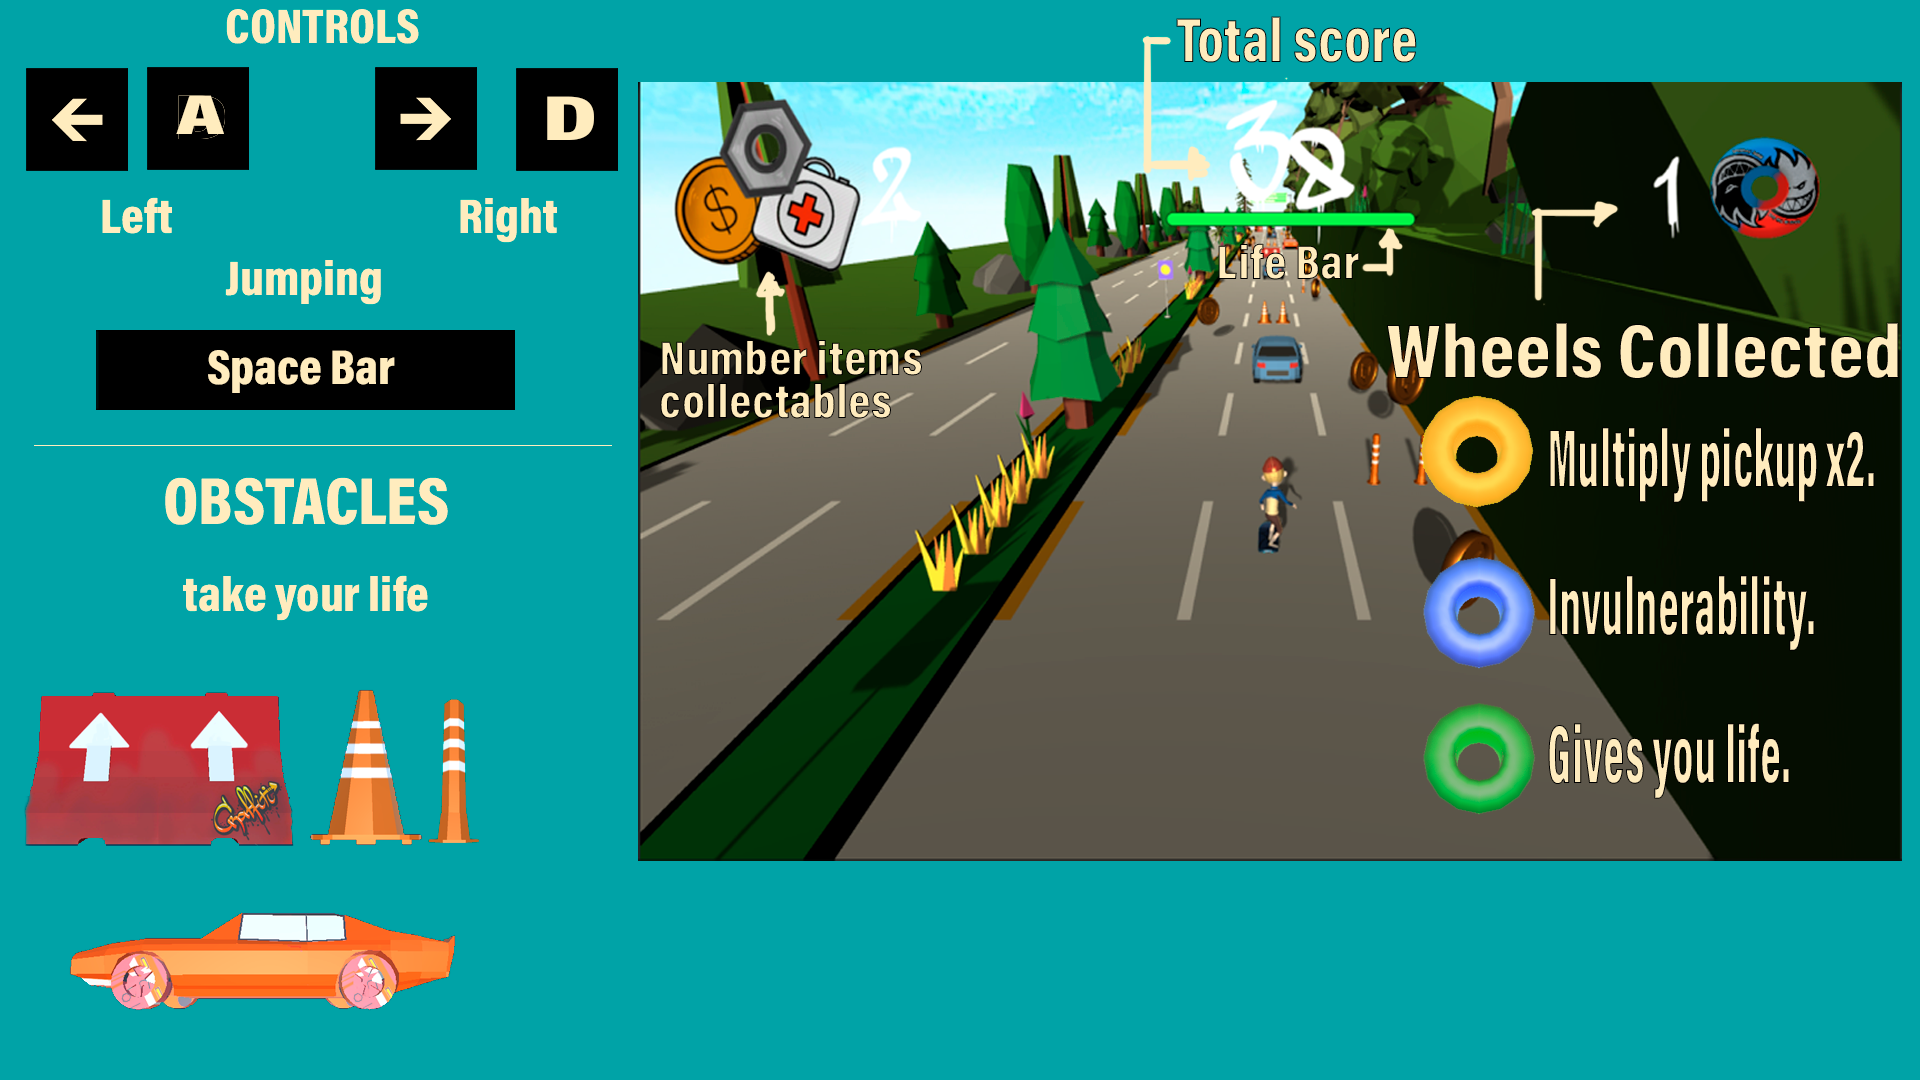 CONTROLS
← A → D
Left Right
Jumping
Space Bar
OBSTACLES
take your life
Graffiti
Total score
2
38
1
Life Bar
Number items
collectables
Wheels Collected
Multiply pickup x2.
Invulnerability.
Gives you life.